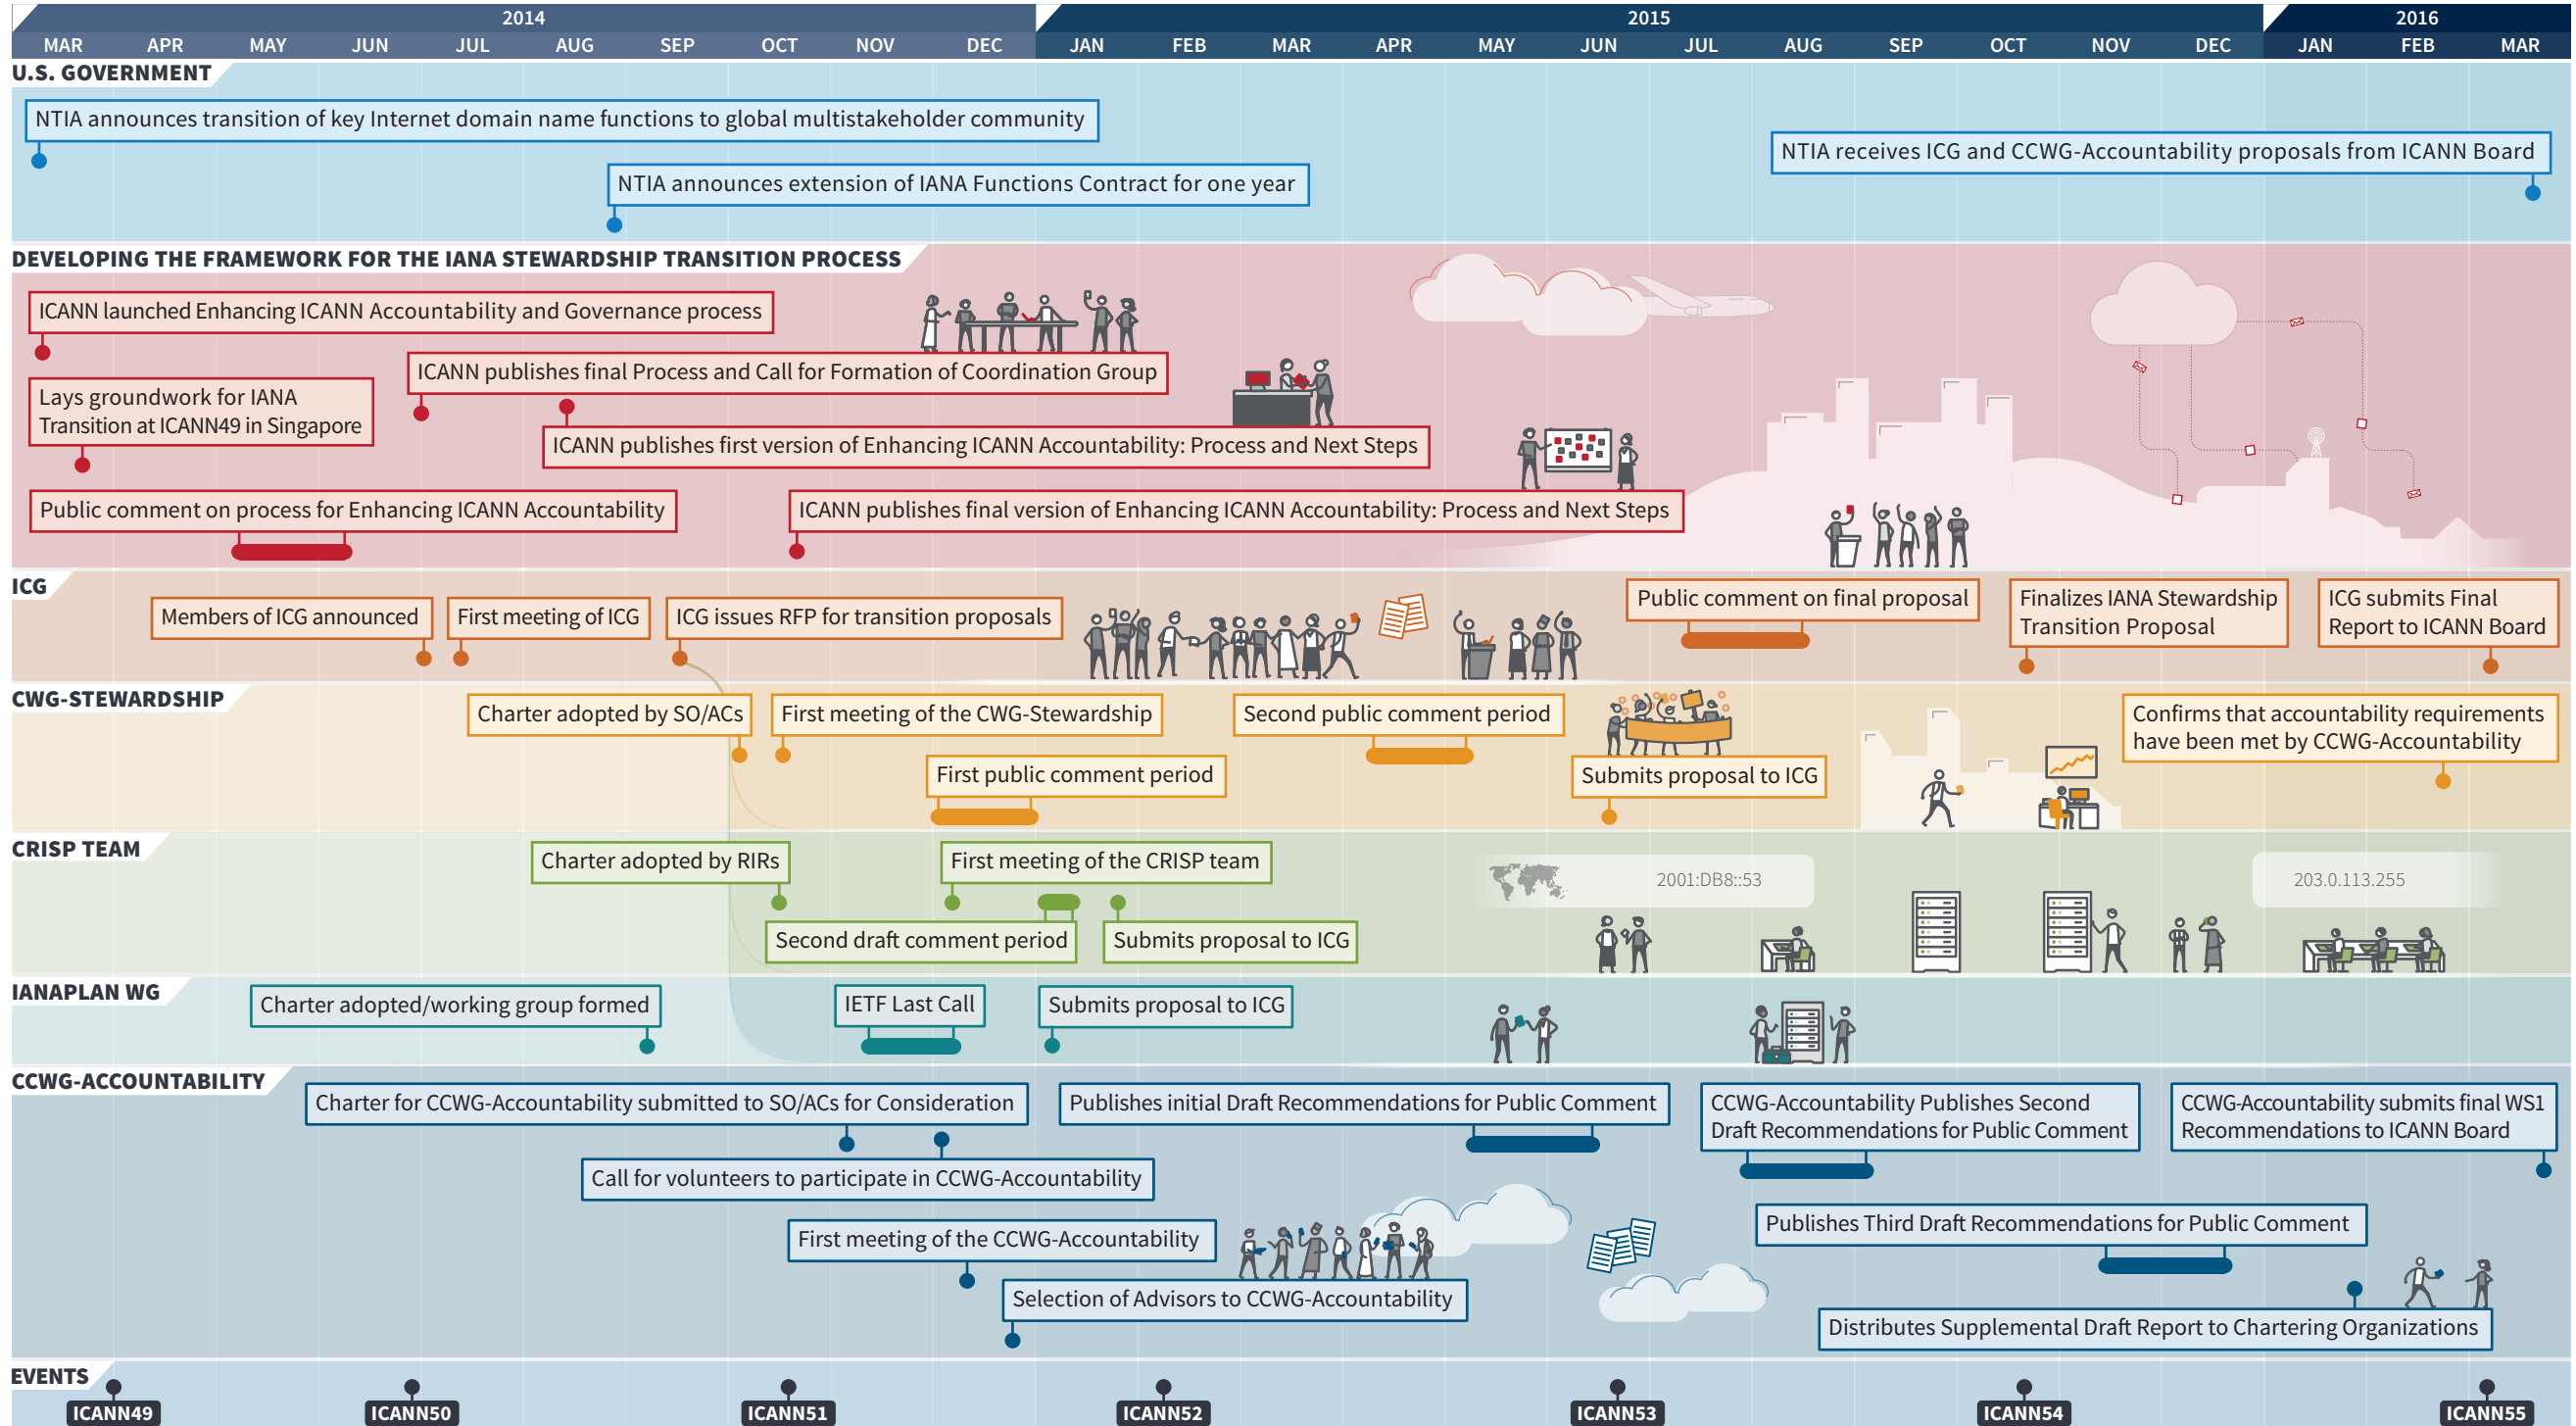 2014 2015 2016
MAR APR MAY JUN JUL AUG SEP OCT NOV DEC JAN FEB MAR APR MAY JUN JUL AUG SEP OCT NOV DEC JAN FEB MAR
U.S. GOVERNMENT
NTIA announces transition of key Internet domain name functions to global multistakeholder community
NTIA receives ICG and CCWG-Accountability proposals from ICANN Board
NTIA announces extension of IANA Functions Contract for one year
DEVELOPING THE FRAMEWORK FOR THE IANA STEWARDSHIP TRANSITION PROCESS
ICANN launched Enhancing ICANN Accountability and Governance process
ICANN publishes final Process and Call for Formation of Coordination Group
Lays groundwork for IANA
Transition at ICANN49 in Singapore
ICANN publishes first version of Enhancing ICANN Accountability: Process and Next Steps
Public comment on process for Enhancing ICANN Accountability
ICANN publishes final version of Enhancing ICANN Accountability: Process and Next Steps
ICG
Members of ICG announced
First meeting of ICG
ICG issues RFP for transition proposals
Public comment on final proposal
Finalizes IANA Stewardship
Transition Proposal
ICG submits Final
Report to ICANN Board
CWG-STEWARDSHIP
Charter adopted by SO/ACs
First meeting of the CWG-Stewardship
Second public comment period
Confirms that accountability requirements
have been met by CCWG-Accountability
First public comment period
Submits proposal to ICG
CRISP TEAM
Charter adopted by RIRs
First meeting of the CRISP team
2001:DB8::53
203.0.113.255
Second draft comment period
Submits proposal to ICG
IANAPLAN WG
Charter adopted/working group formed
IETF Last Call
Submits proposal to ICG
CCWG-ACCOUNTABILITY
Charter for CCWG-Accountability submitted to SO/ACs for Consideration
Publishes initial Draft Recommendations for Public Comment
CCWG-Accountability Publishes Second
Draft Recommendations for Public Comment
CCWG-Accountability submits final WS1
Recommendations to ICANN Board
Call for volunteers to participate in CCWG-Accountability
Publishes Third Draft Recommendations for Public Comment
First meeting of the CCWG-Accountability
Selection of Advisors to CCWG-Accountability
Distributes Supplemental Draft Report to Chartering Organizations
EVENTS
ICANN49 ICANN50 ICANN51 ICANN52 ICANN53 ICANN54 ICANN55